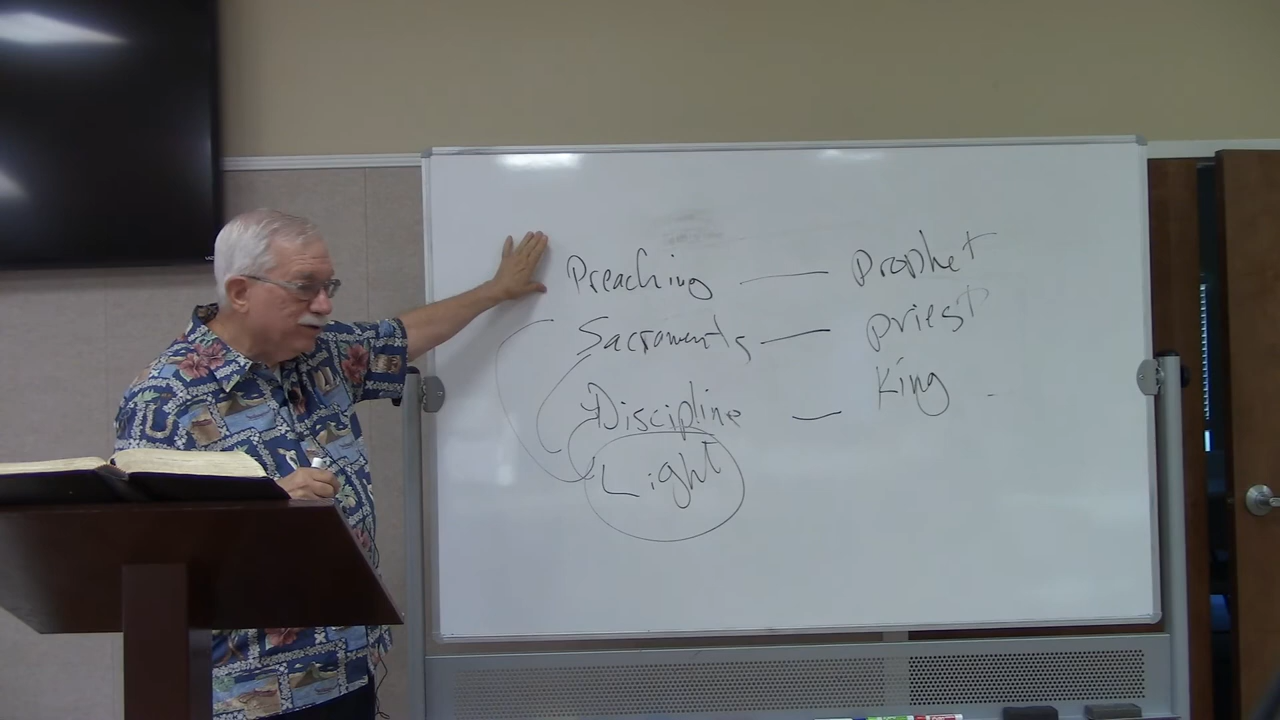 Preaching — prophet
Sacraments — priest
Discipline — King
Light